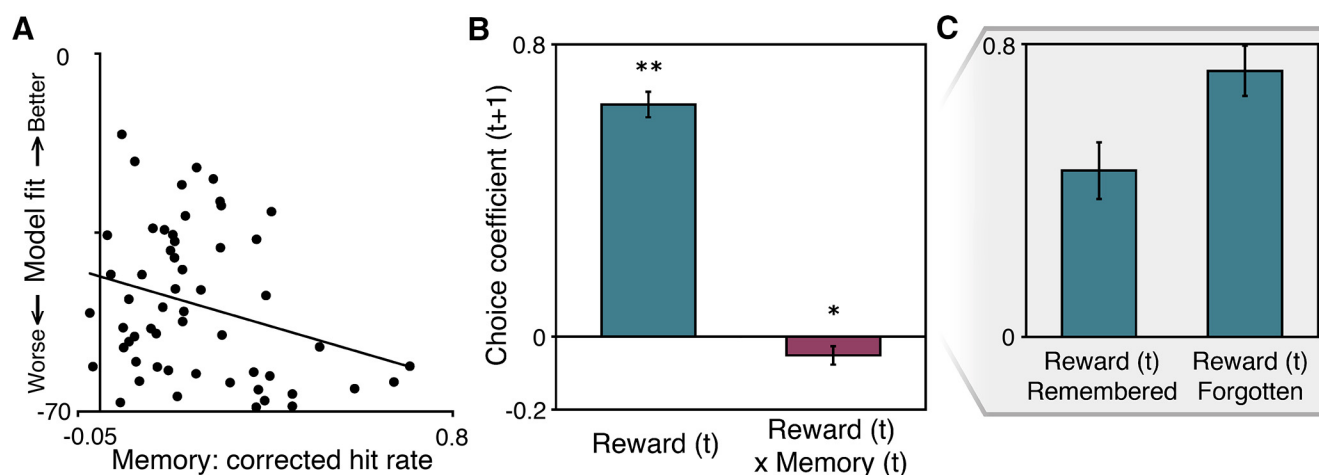 A
0
Worse ← Model fit → Better
-70
-0.05
0.8
Memory: corrected hit rate
B
0.8
**
Choice coefficient (t+1)
*
0
-0.2
Reward (t)
Reward (t)
x Memory (t)
C
0.8
0
Reward (t)
Remembered
Reward (t)
Forgotten